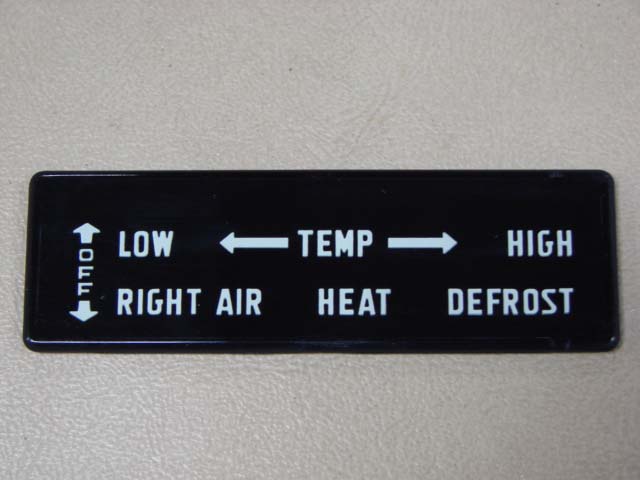 OFF
LOW TEMP HIGH
RIGHT AIR HEAT DEFROST